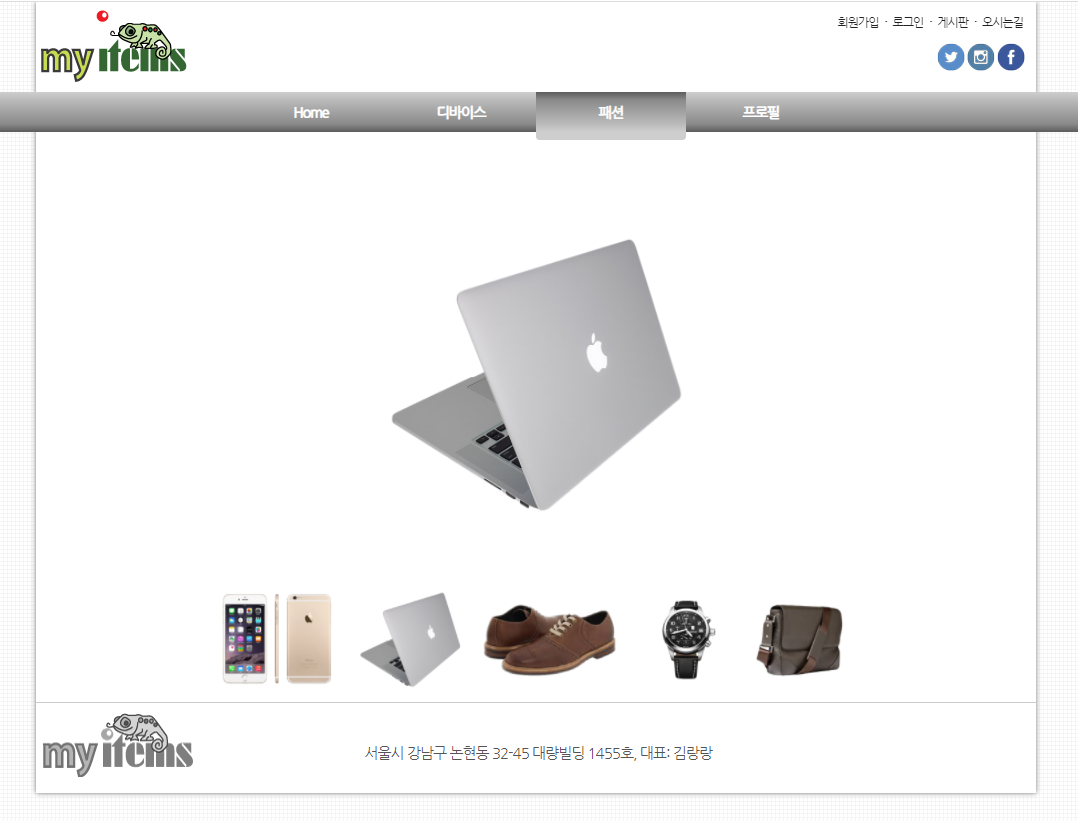 my items
회원가입 · 로그인 · 게시판 · 오시는길
Home 디바이스 패션 프로필
my items
서울시 강남구 논현동 32-45 대량빌딩 1455호, 대표: 김랑랑